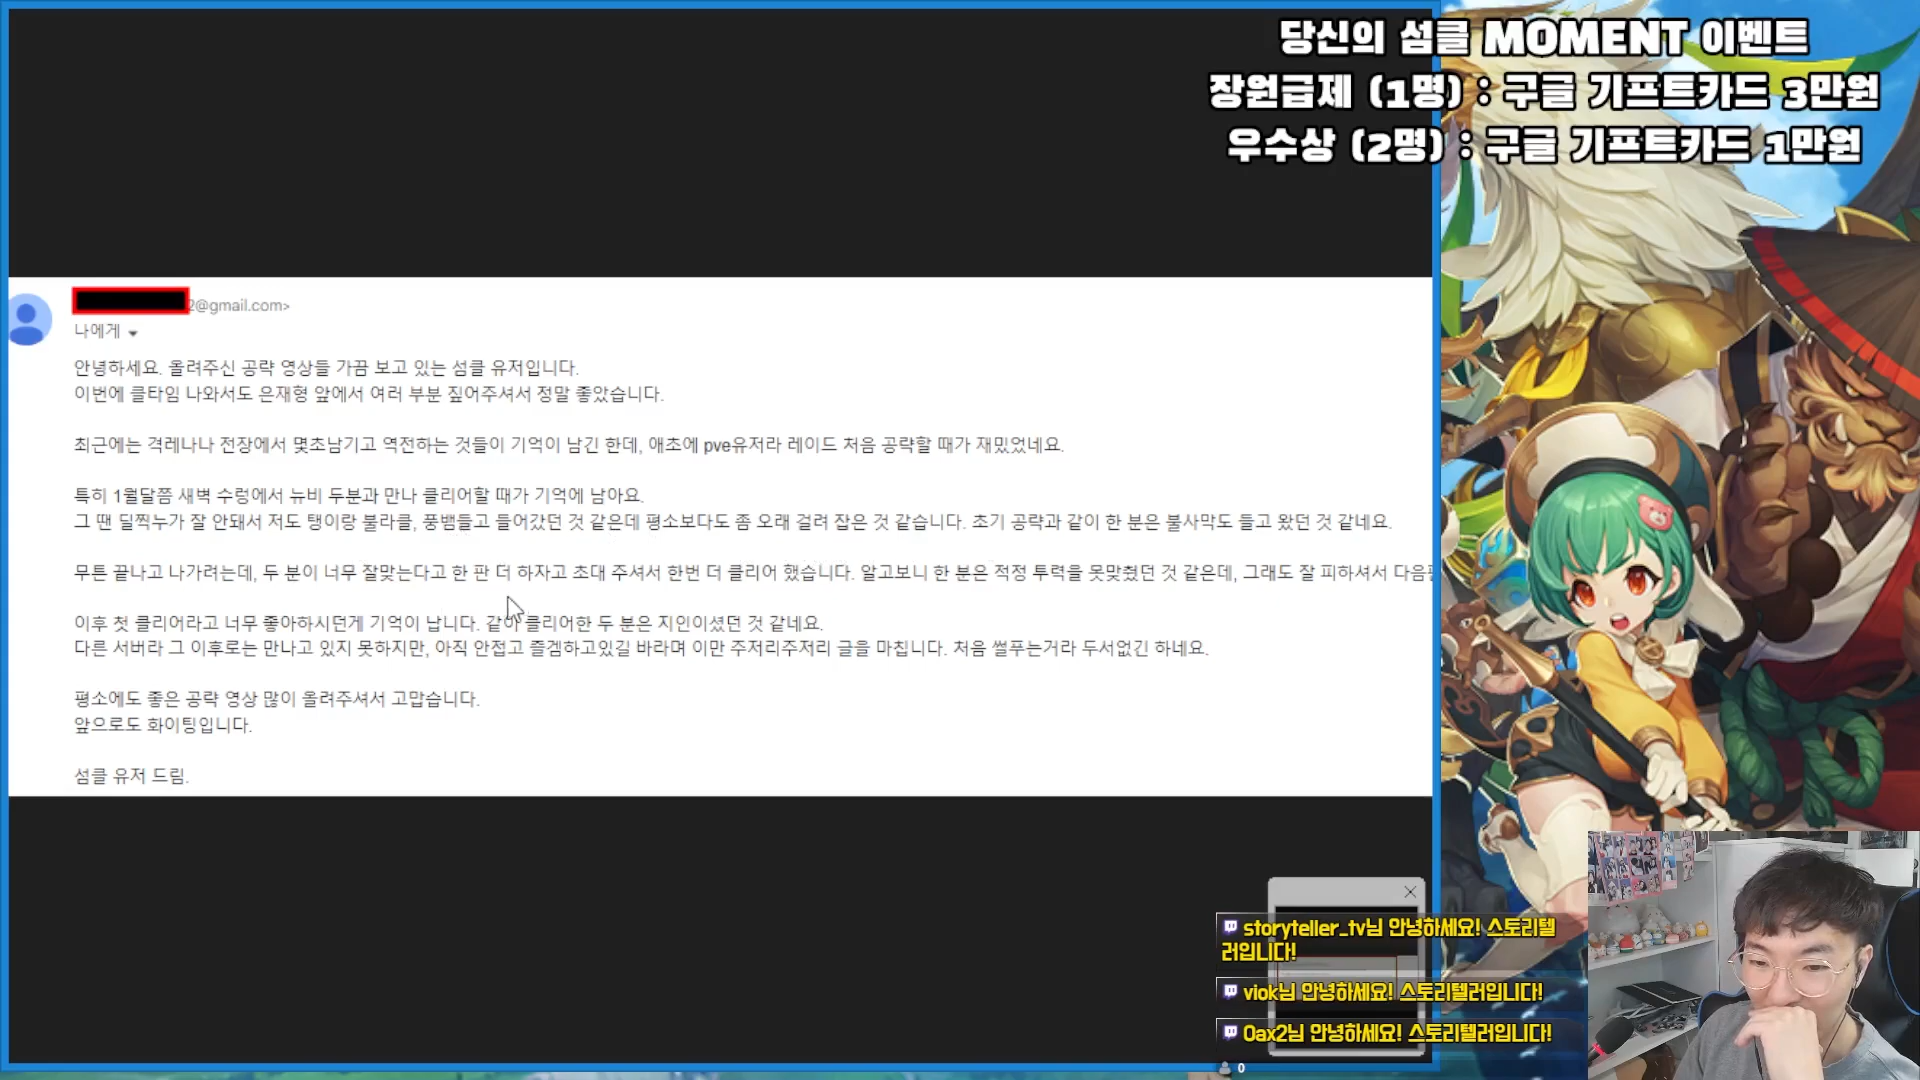 당신의 섬클 MOMENT 이벤트
장원급제 (1명) : 구글 기프트카드 3만원
우수상 (2명) : 구글 기프트카드 1만원
2@gmail.com>
나에게
안녕하세요. 올려주신 공략 영상들 가끔 보고 있는 섬클 유저입니다.
이번에 클타임 나와서도 은재형 앞에서 여러 부분 짚어주셔서 정말 좋았습니다.
최근에는 격레나나 전장에서 몇초남기고 역전하는 것들이 기억이 남긴 한데, 애초에 pve유저라 레이드 처음 공략할 때가 재밌었네요.
특히 1월달쯤 새벽 수렁에서 뉴비 두분과 만나 클리어할 때가 기억에 남아요.
그 땐 딜찍누가 잘 안돼서 저도 탱이랑 불라클, 풍뱀들고 들어갔던 것 같은데 평소보다도 좀 오래 걸려 잡은 것 같습니다. 초기 공략과 같이 한 분은 불사막도 들고 왔던 것 같네요.
무튼 끝나고 나가려는데, 두 분이 너무 잘맞는다고 한 판 더 하자고 초대 주셔서 한번 더 클리어 했습니다. 알고보니 한 분은 적정 투력을 못맞췄던 것 같은데, 그래도 잘 피하셔서
이후 첫 클리어라고 너무 좋아하시던게 기억이 납니다. 같이 클리어한 두 분은 지인이셨던 것 같네요.
다른 서버라 그 이후로는 만나고 있지 못하지만, 아직 안접고 즐겜하고있길 바라며 이만 주저리주저리 글을 마칩니다. 처음 썰푸는거라 두서없긴 하네요.
평소에도 좋은 공략 영상 많이 올려주셔서 고맙습니다.
앞으로도 화이팅입니다.
섬클 유저 드림.
storyteller_tv님 안녕하세요! 스토리텔
러입니다!
viok님 안녕하세요! 스토리텔러입니다!
0ax2님 안녕하세요! 스토리텔러입니다!
0